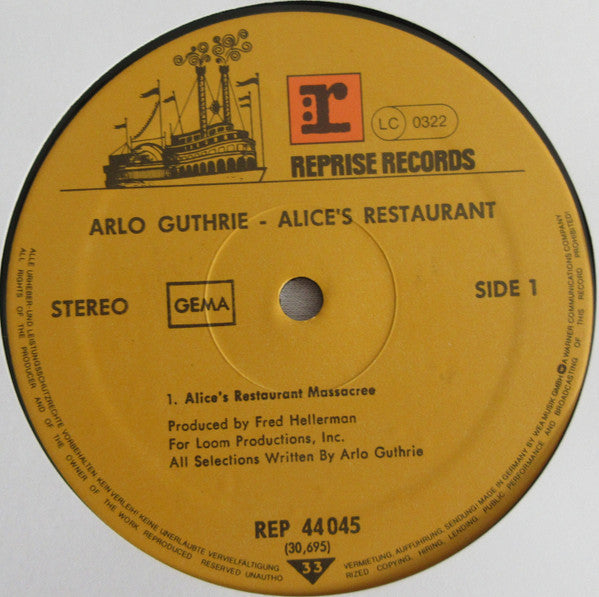 r
LC 0322
REPRISE RECORDS
ARLO GUTHRIE - ALICE'S RESTAURANT
STEREO
GEMA
SIDE 1
1. Alice's Restaurant Massacree
Produced by Fred Hellerman
For Loom Productions, Inc.
All Selections Written By Arlo Guthrie
REP 44 045
(30,695)
33
ALLE URHEBER- UND LEISTUNGSSCHUTZRECHTE VORBEHALTEN. KEIN VERLEIH! KEINE UNERLAUBTE VERVIELFÄLTIGUNG, VERMIETUNG, AUFFÜHRUNG, SENDUNG! MADE IN GERMANY BY WEA MUSIK GMBH A WARNER COMMUNICATIONS COMPANY
ALL RIGHTS OF THE PRODUCER AND OF THE OWNER OF THE WORK REPRODUCED RESERVED UNAUTHO RIZED COPYING, HIRING, LENDING PUBLIC PERFORMANCE AND BROADCASTING OF THIS RECORD PROHIBITED!